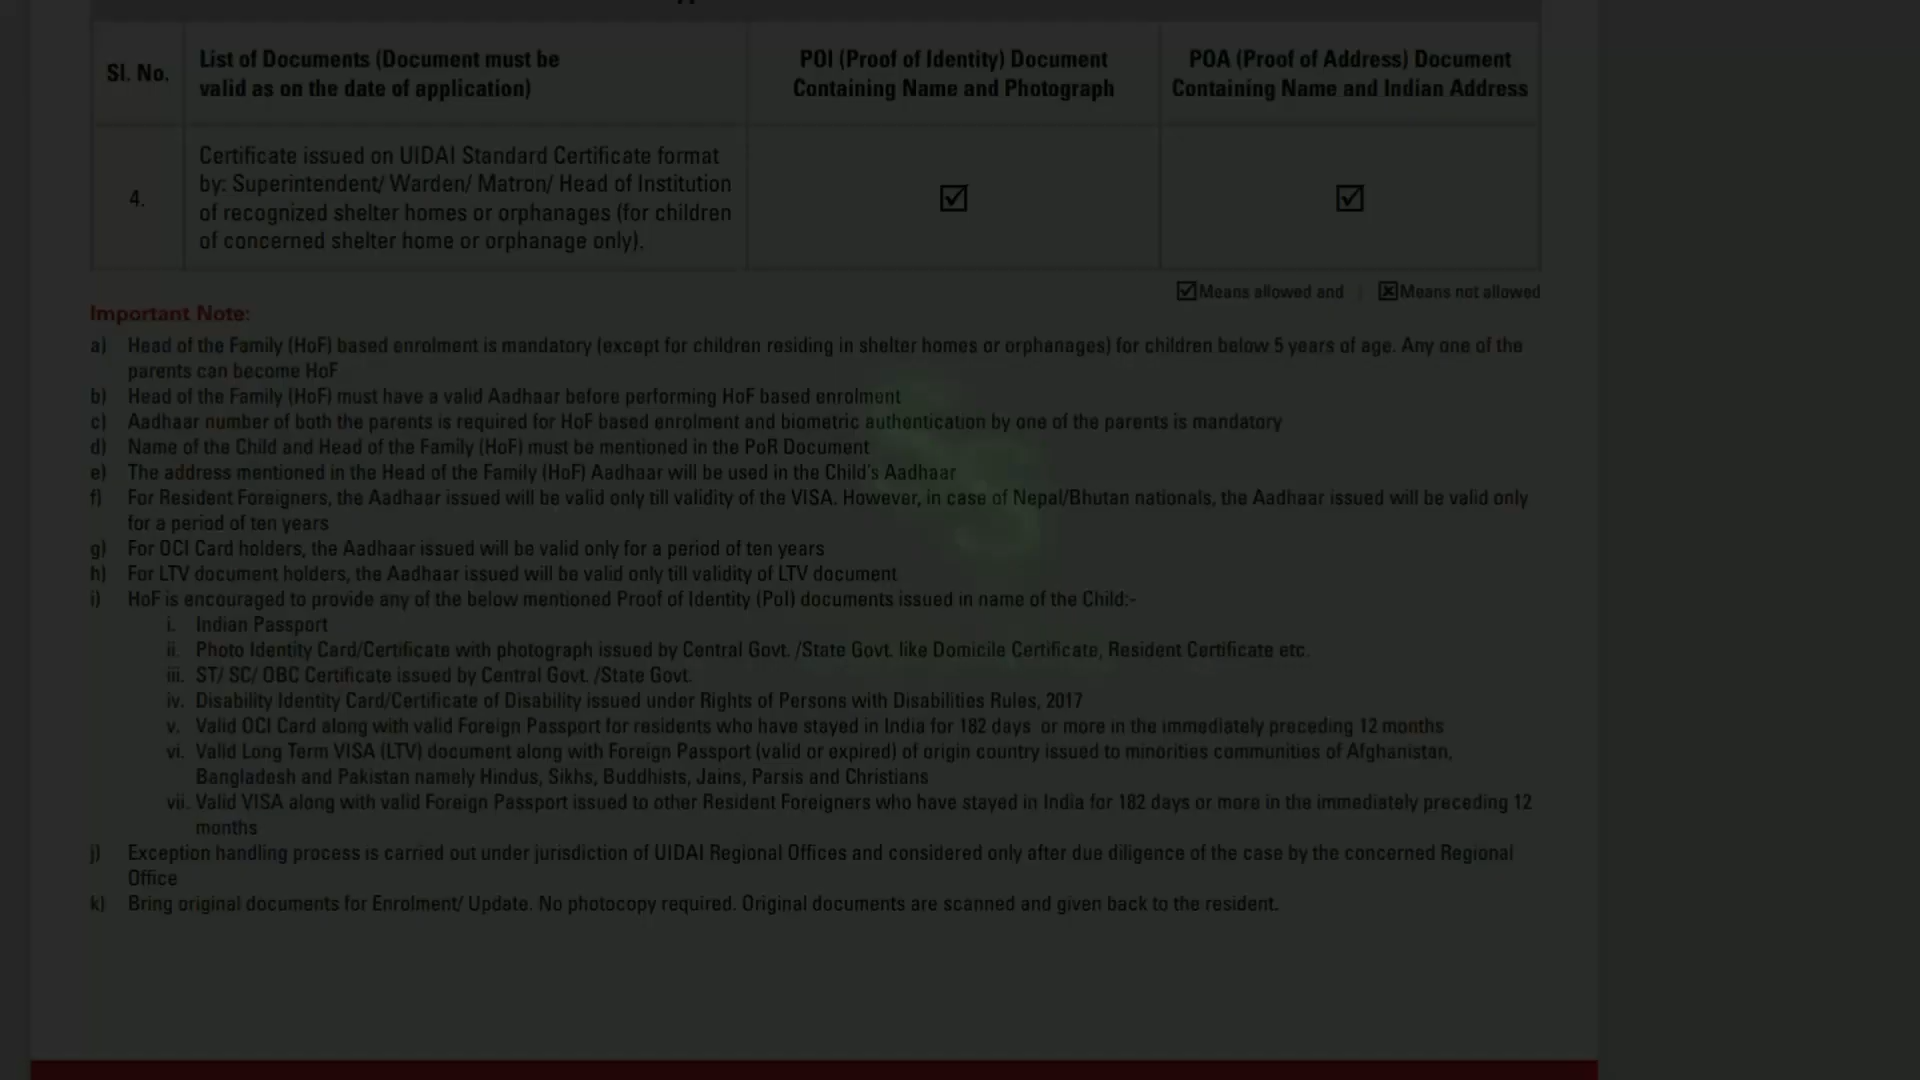 Sl. No.
List of Documents (Document must be
valid as on the date of application)
POI (Proof of Identity) Document
Containing Name and Photograph
POA (Proof of Address) Document
Containing Name and Indian Address
4.
Certificate issued on UIDAI Standard Certificate format
by: Superintendent/ Warden/ Matron/ Head of Institution
of recognized shelter homes or orphanages (for children
of concerned shelter home or orphanage only).
☑ ☑
☑ Means allowed and | ☒ Means not allowed
Important Note:
a) Head of the Family (HoF) based enrolment is mandatory (except for children residing in shelter homes or orphanages) for children below 5 years of age. Any one of the
parents can become HoF
b) Head of the Family (HoF) must have a valid Aadhaar before performing HoF based enrolment
c) Aadhaar number of both the parents is required for HoF based enrolment and biometric authentication by one of the parents is mandatory
d) Name of the Child and Head of the Family (HoF) must be mentioned in the PoR Document
e) The address mentioned in the Head of the Family (HoF) Aadhaar will be used in the Child's Aadhaar
f) For Resident Foreigners, the Aadhaar issued will be valid only till validity of the VISA. However, in case of Nepal/Bhutan nationals, the Aadhaar issued will be valid only
for a period of ten years
g) For OCI Card holders, the Aadhaar issued will be valid only for a period of ten years
h) For LTV document holders, the Aadhaar issued will be valid only till validity of LTV document
i) HoF is encouraged to provide any of the below mentioned Proof of Identity (PoI) documents issued in name of the Child:-
i. Indian Passport
ii. Photo Identity Card/Certificate with photograph issued by Central Govt. /State Govt. like Domicile Certificate, Resident Certificate etc.
iii. ST/ SC/ OBC Certificate issued by Central Govt. /State Govt.
iv. Disability Identity Card/Certificate of Disability issued under Rights of Persons with Disabilities Rules, 2017
v. Valid OCI Card along with valid Foreign Passport for residents who have stayed in India for 182 days or more in the immediately preceding 12 months
vi. Valid Long Term VISA (LTV) document along with Foreign Passport (valid or expired) of origin country issued to minorities communities of Afghanistan,
Bangladesh and Pakistan namely Hindus, Sikhs, Buddhists, Jains, Parsis and Christians
vii. Valid VISA along with valid Foreign Passport issued to other Resident Foreigners who have stayed in India for 182 days or more in the immediately preceding 12
months
j) Exception handling process is carried out under jurisdiction of UIDAI Regional Offices and considered only after due diligence of the case by the concerned Regional
Office
k) Bring original documents for Enrolment/ Update. No photocopy required. Original documents are scanned and given back to the resident.